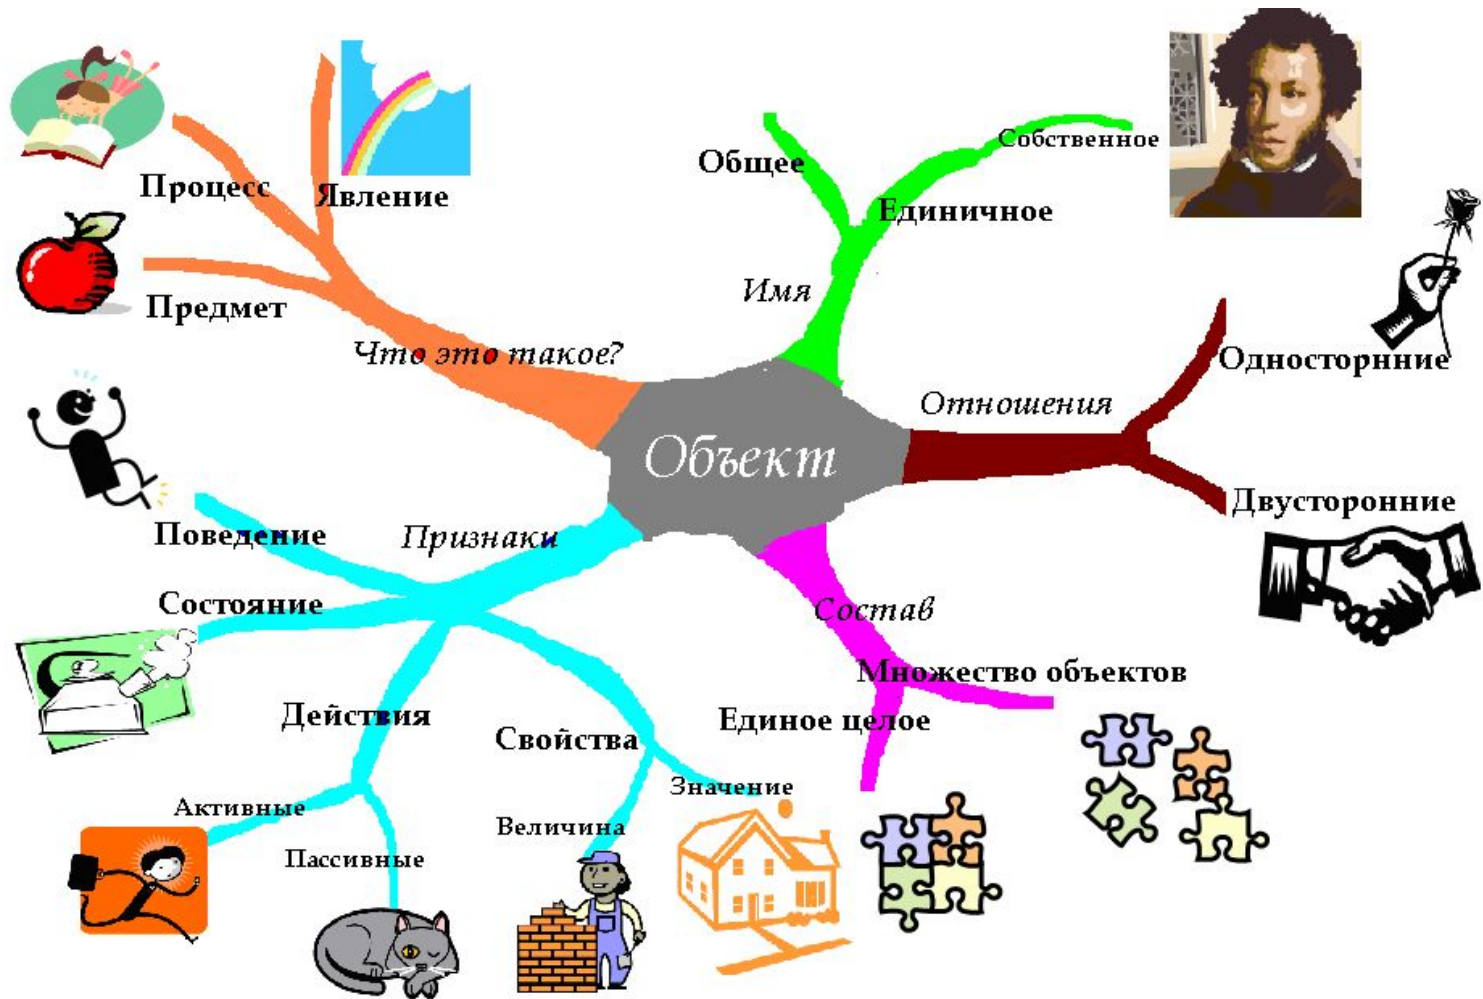 Объект
Что это такое?
Процесс
Явление
Предмет
Имя
Общее
Единичное
Собственное
Отношения
Односторнние
Двусторонние
Состав
Множество объектов
Единое целое
Признаки
Поведение
Состояние
Действия
Активные
Пассивные
Свойства
Величина
Значение